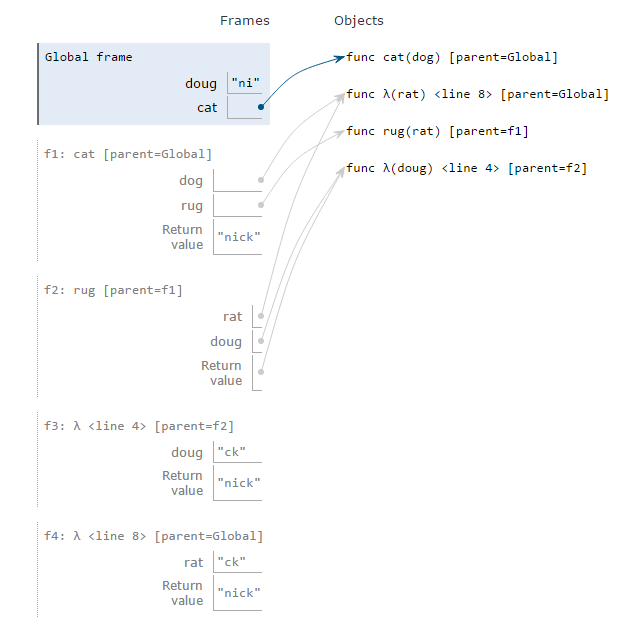 Frames Objects
Global frame
doug "ni"
cat
func cat(dog) [parent=Global]
func λ(rat) <line 8> [parent=Global]
func rug(rat) [parent=f1]
func λ(doug) <line 4> [parent=f2]
f1: cat [parent=Global]
dog
rug
Return
value "nick"
f2: rug [parent=f1]
rat
doug
Return
value
f3: λ <line 4> [parent=f2]
doug "ck"
Return
value "nick"
f4: λ <line 8> [parent=Global]
rat "ck"
Return
value "nick"